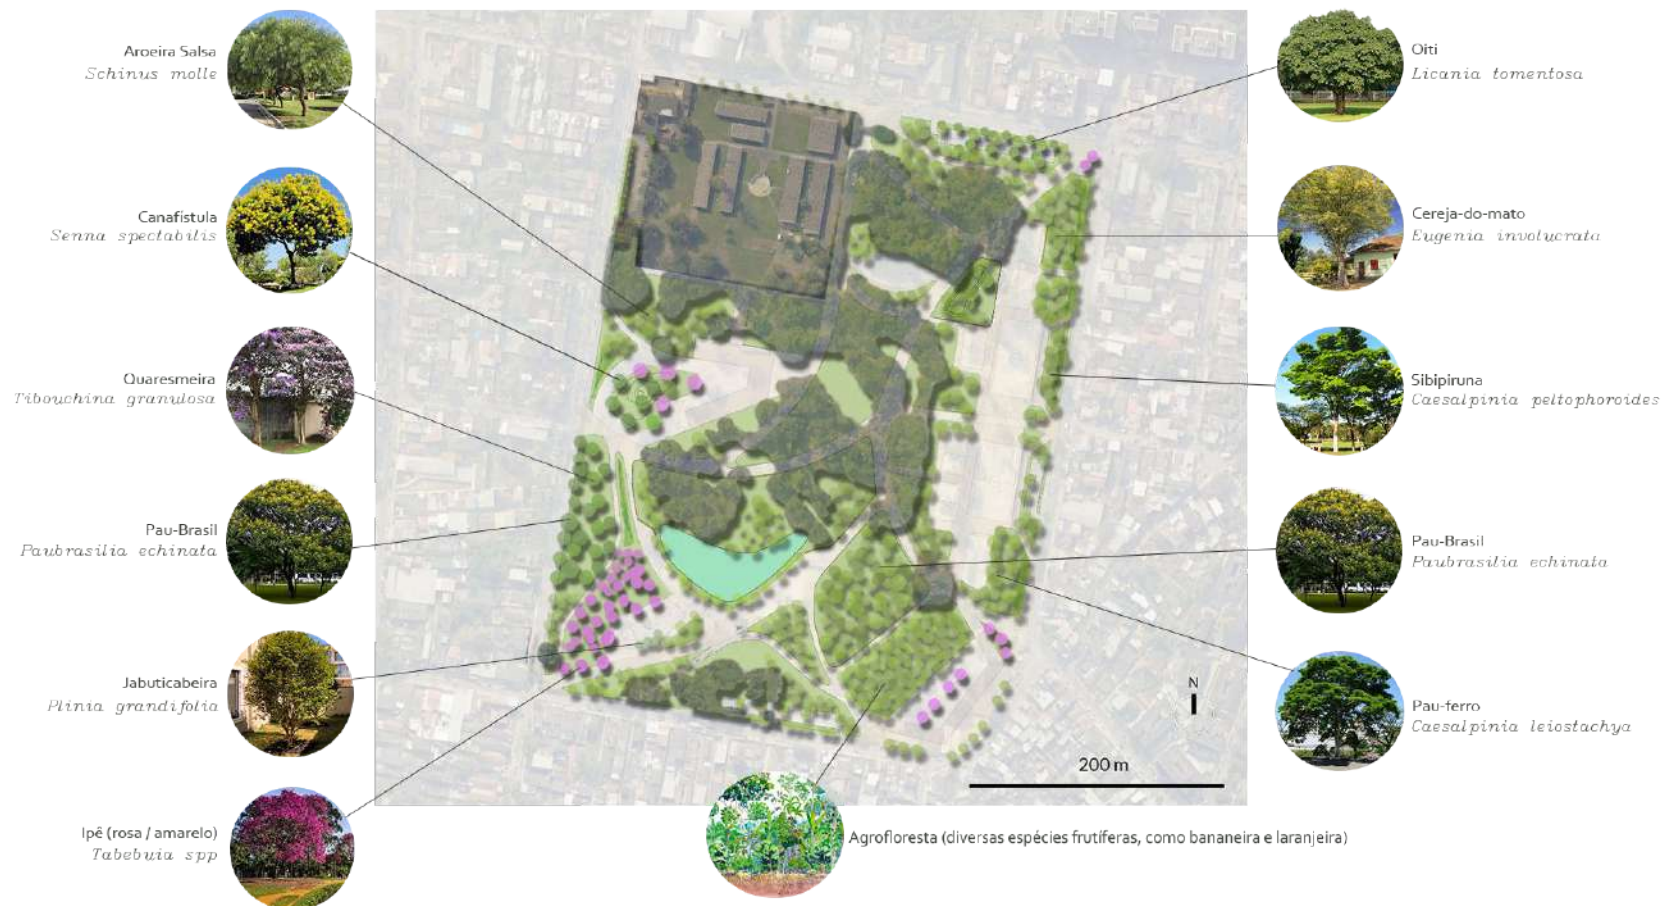 Aroeira Salsa
Schinus molle
Canafístula
Senna spectabilis
Quaresmeira
Tibouchina granulosa
Pau-Brasil
Paubrasilia echinata
Jabuticabeira
Plinia grandifolia
Ipê (rosa / amarelo)
Tabebuia spp
Oiti
Licania tomentosa
Cereja-do-mato
Eugenia involucrata
Sibipiruna
Caesalpinia peltophoroides
Pau-Brasil
Paubrasilia echinata
Pau-ferro
Caesalpinia leiostachya
N
200 m
Agrofloresta (diversas espécies frutíferas, como bananeira e laranjeira)